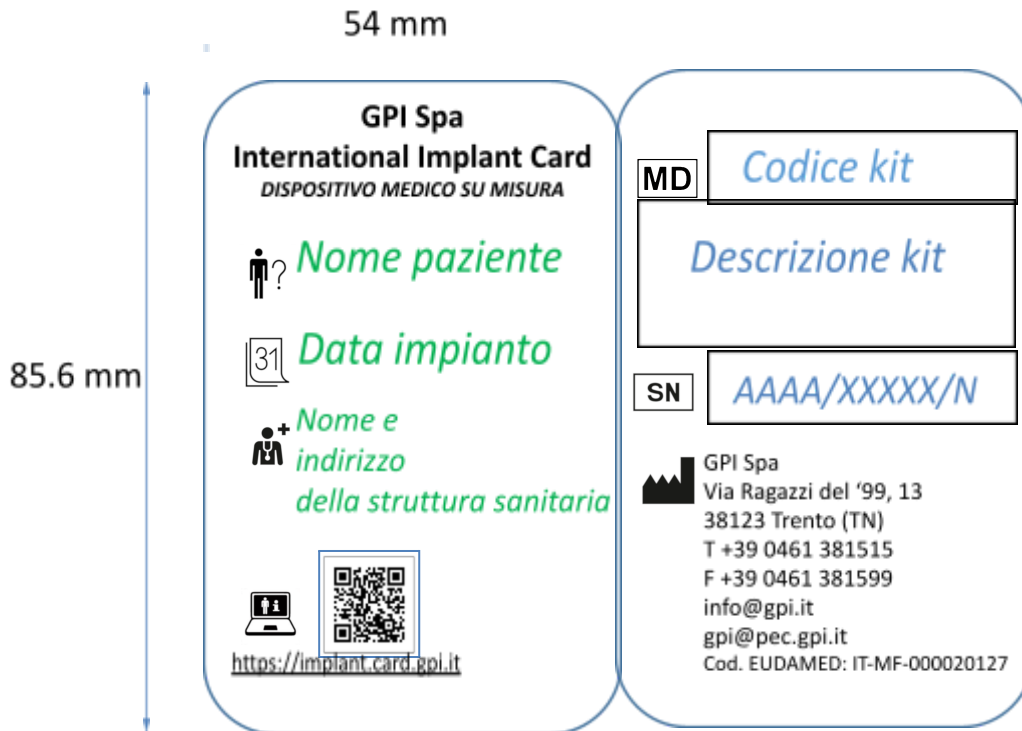 54 mm
85.6 mm
GPI Spa
International Implant Card
DISPOSITIVO MEDICO SU MISURA
?
Nome paziente
31
Data impianto
Nome e
indirizzo
della struttura sanitaria
https://implant.card.gpi.it
MD
Codice kit
Descrizione kit
SN
AAAA/XXXXX/N
GPI Spa
Via Ragazzi del ‘99, 13
38123 Trento (TN)
T +39 0461 381515
F +39 0461 381599
info@gpi.it
gpi@pec.gpi.it
Cod. EUDAMED: IT-MF-000020127